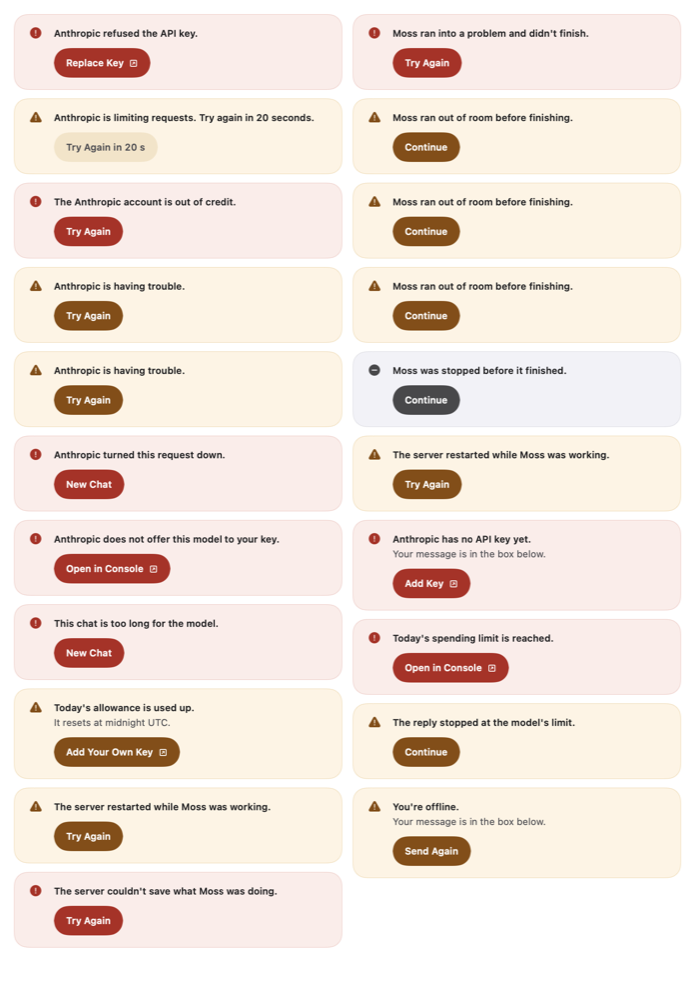 Anthropic refused the API key.
Replace Key
Anthropic is limiting requests. Try again in 20 seconds.
Try Again in 20 s
The Anthropic account is out of credit.
Try Again
Anthropic is having trouble.
Try Again
Anthropic is having trouble.
Try Again
Anthropic turned this request down.
New Chat
Anthropic does not offer this model to your key.
Open in Console
This chat is too long for the model.
New Chat
Today's allowance is used up.
It resets at midnight UTC.
Add Your Own Key
The server restarted while Moss was working.
Try Again
The server couldn't save what Moss was doing.
Try Again
Moss ran into a problem and didn't finish.
Try Again
Moss ran out of room before finishing.
Continue
Moss ran out of room before finishing.
Continue
Moss ran out of room before finishing.
Continue
Moss was stopped before it finished.
Continue
The server restarted while Moss was working.
Try Again
Anthropic has no API key yet.
Your message is in the box below.
Add Key
Today's spending limit is reached.
Open in Console
The reply stopped at the model's limit.
Continue
You're offline.
Your message is in the box below.
Send Again